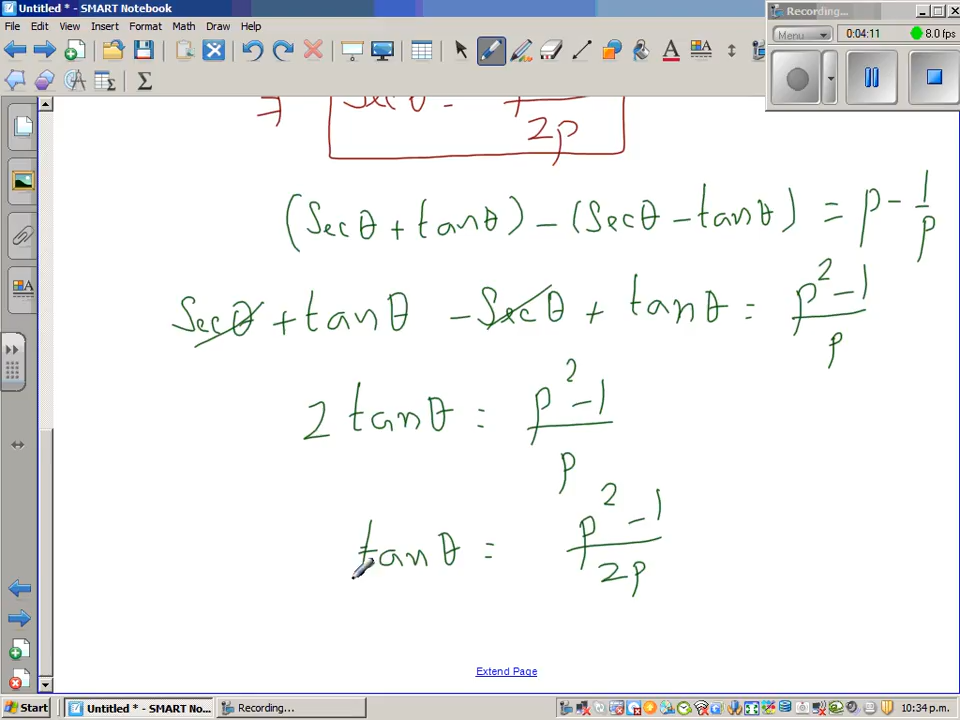 Untitled * - SMART Notebook
Recording...
File Edit View Insert Format Math Draw Help
Menu 0:04:11 8.0 fps
2p
(Secθ + tanθ) - (Secθ - tanθ) = p - 1/p
Secθ + tanθ - Secθ + tanθ = p² - 1 / p
2 tanθ = p² - 1 / p
tanθ = p² - 1 / 2p
Extend Page
Start Untitled * - SMART No... Recording... 10:34 p.m.